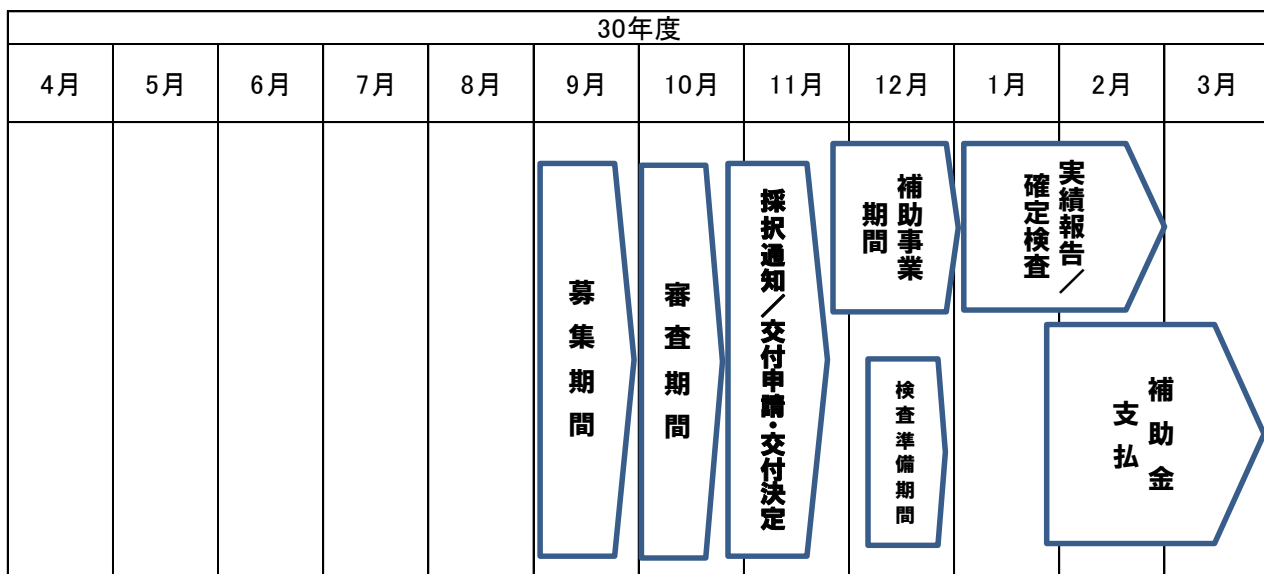 30年度
4月
5月
6月
7月
8月
9月
10月
11月
12月
1月
2月
3月
募集期間
審査期間
採択通知／交付申請・交付決定
補助事業
期間
検査準備期間
実績報告／
確定検査
補助金
支払